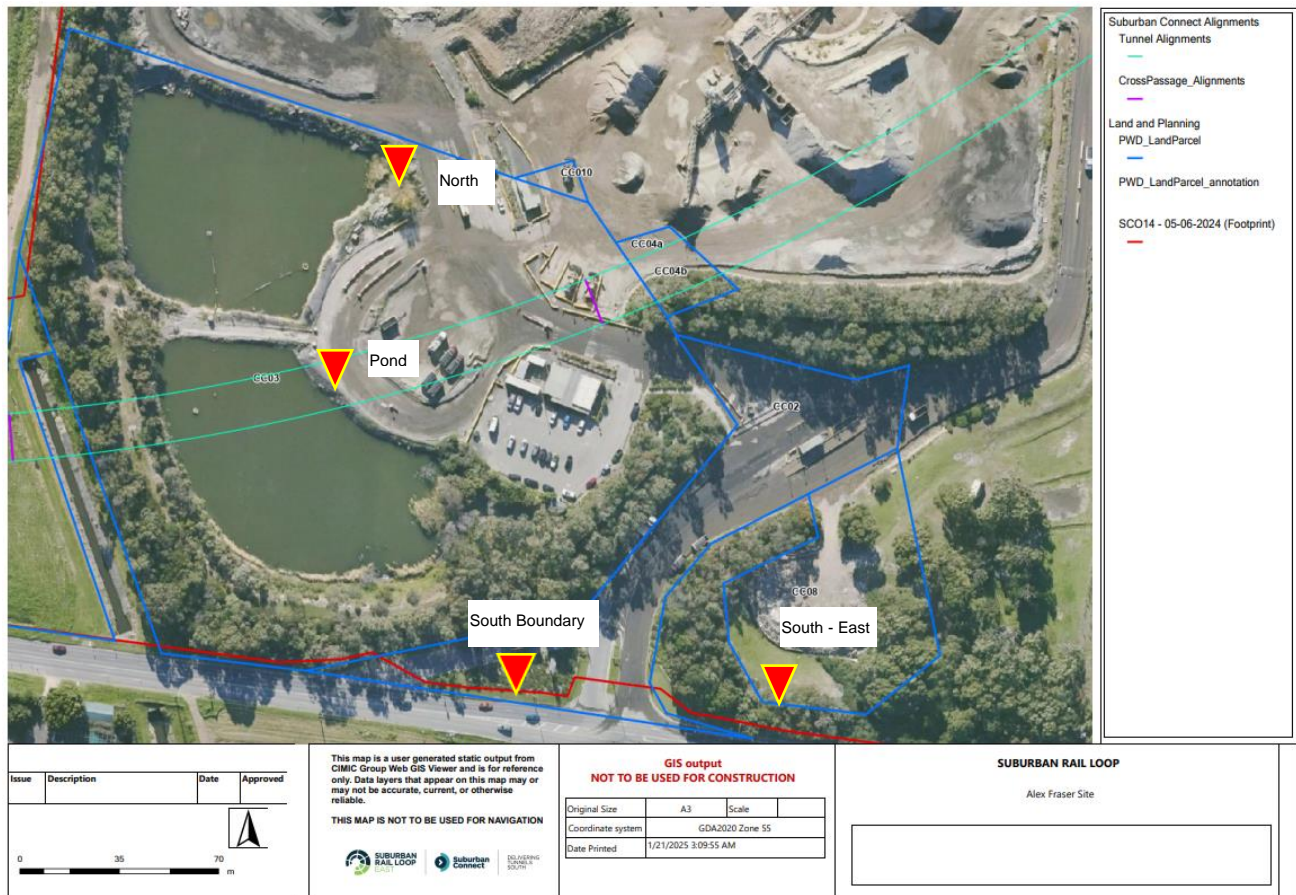 North
CC010
CC04a
CC04b
Pond
CC03
CC02
CC08
South Boundary
South - East
Suburban Connect Alignments
Tunnel Alignments
CrossPassage_Alignments
Land and Planning
PWD_LandParcel
PWD_LandParcel_annotation
SCO14 - 05-06-2024 (Footprint)
Issue Description Date Approved
0 35 70
m
This map is a user generated static output from
CIMIC Group Web GIS Viewer and is for reference
only. Data layers that appear on this map may or
may not be accurate, current, or otherwise
reliable.
THIS MAP IS NOT TO BE USED FOR NAVIGATION
SUBURBAN
RAIL LOOP
EAST
Suburban
Connect
DELIVERING
TUNNELS
SOUTH
GIS output
NOT TO BE USED FOR CONSTRUCTION
Original Size A3 Scale
Coordinate system GDA2020 Zone 55
Date Printed 1/21/2025 3:09:55 AM
SUBURBAN RAIL LOOP
Alex Fraser Site